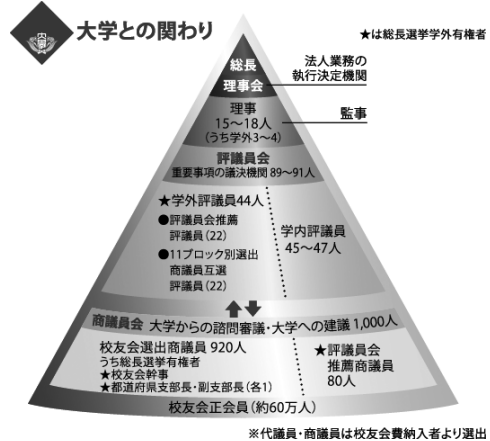 大学との関わり
★は総長選挙学外有権者
総長
理事会
法人業務の
執行決定機関
理事
15〜18人
(うち学外3〜4)
監事
評議員会
重要事項の議決機関 89〜91人
★学外評議員44人
●評議員会推薦
評議員(22)
●11ブロック別選出
商議員互選
評議員(22)
学内評議員
45〜47人
商議員会 大学からの諮問審議・大学への建議 1,000人
校友会選出商議員 920人
うち総長選挙有権者
★校友会幹事
★都道府県支部長・副支部長(各1)
★評議員会
推薦商議員
80人
校友会正会員(約60万人)
※代議員・商議員は校友会費納入者より選出